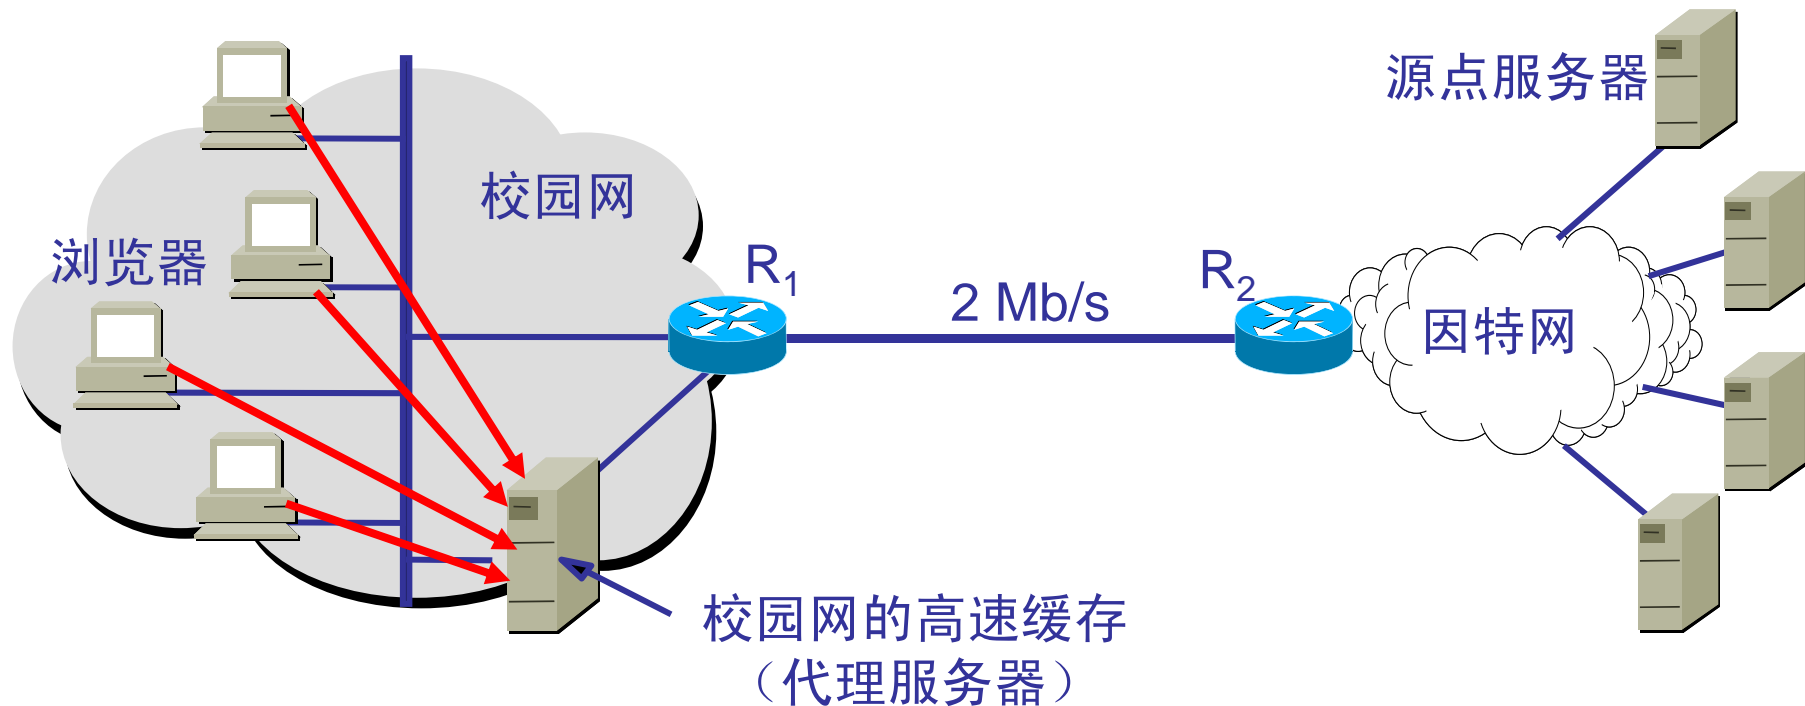 源点服务器
校园网
浏览器
R1
2 Mb/s
R2
因特网
校园网的高速缓存
（代理服务器）